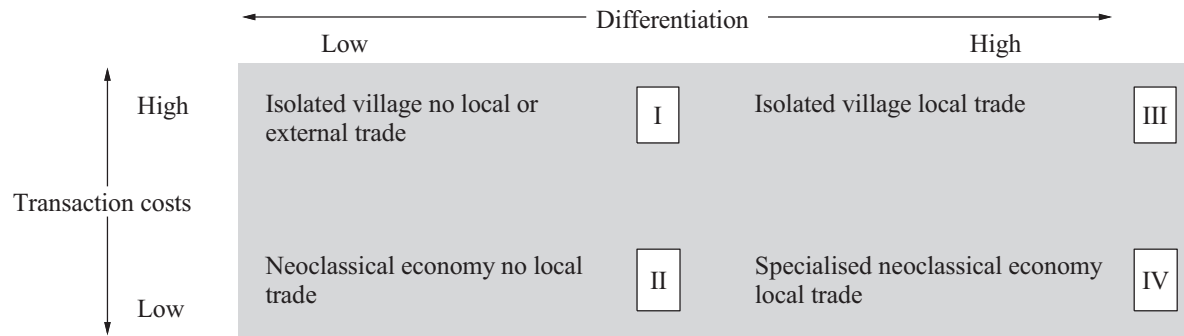 Differentiation
Low
High
High
Isolated village no local or
external trade
I
Isolated village local trade
III
Transaction costs
Neoclassical economy no local
trade
II
Specialised neoclassical economy
local trade
IV
Low